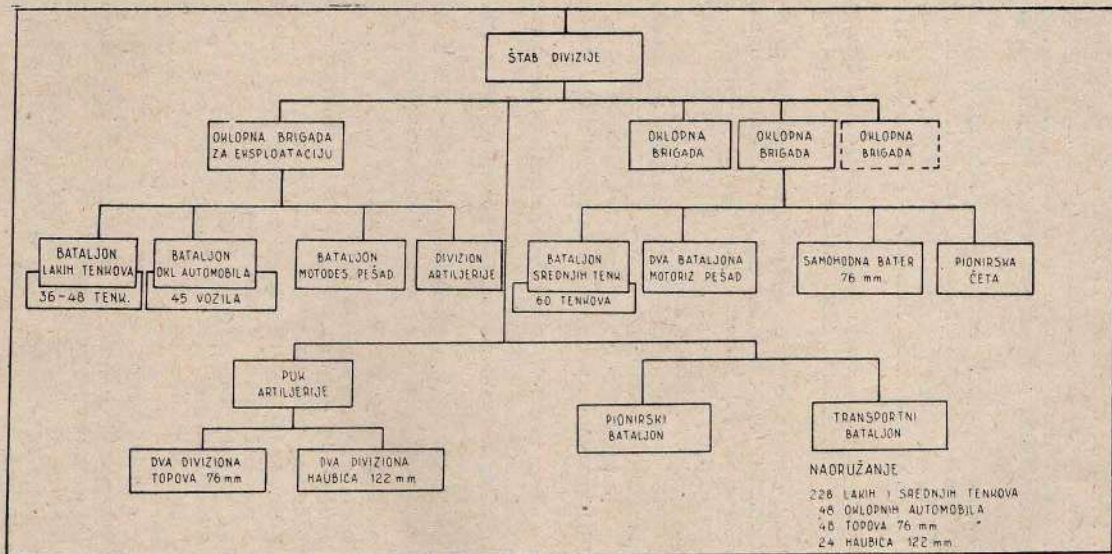 ŠTAB DIVIZIJE
OKLOPNA BRIGADA
ZA EKSPLOATACIJU
OKLOPNA
BRIGADA
OKLOPNA
BRIGADA
OKLOPNA
BRIGADA
BATALJON
LAKIH TENKOVA
36-48 TENK.
BATALJON
OKL AUTOMOBILA
45 VOZILA
BATALJON
MOTODES. PEŠAD.
DIVIZION
ARTILJERIJE
BATALJON
SREDNJIH TENK.
60 TENKOVA
DVA BATALJONA
MOTORIZ PEŠAD
SAMOHODNA BATER
76 mm.
PIONIRSKA
ČETA
PUK
ARTILJERIJE
DVA DIVIZIONA
TOPOVA 76 mm
DVA DIVIZIONA
HAUBICA 122 mm
PIONIRSKI
BATALJON
TRANSPORTNI
BATALJON
NAORUŽANJE
228 LAKIH I SREDNJIH TENKOVA
48 OKLOPNIH AUTOMOBILA
48 TOPOVA 76 mm "
24 HAUBICA 122 mm